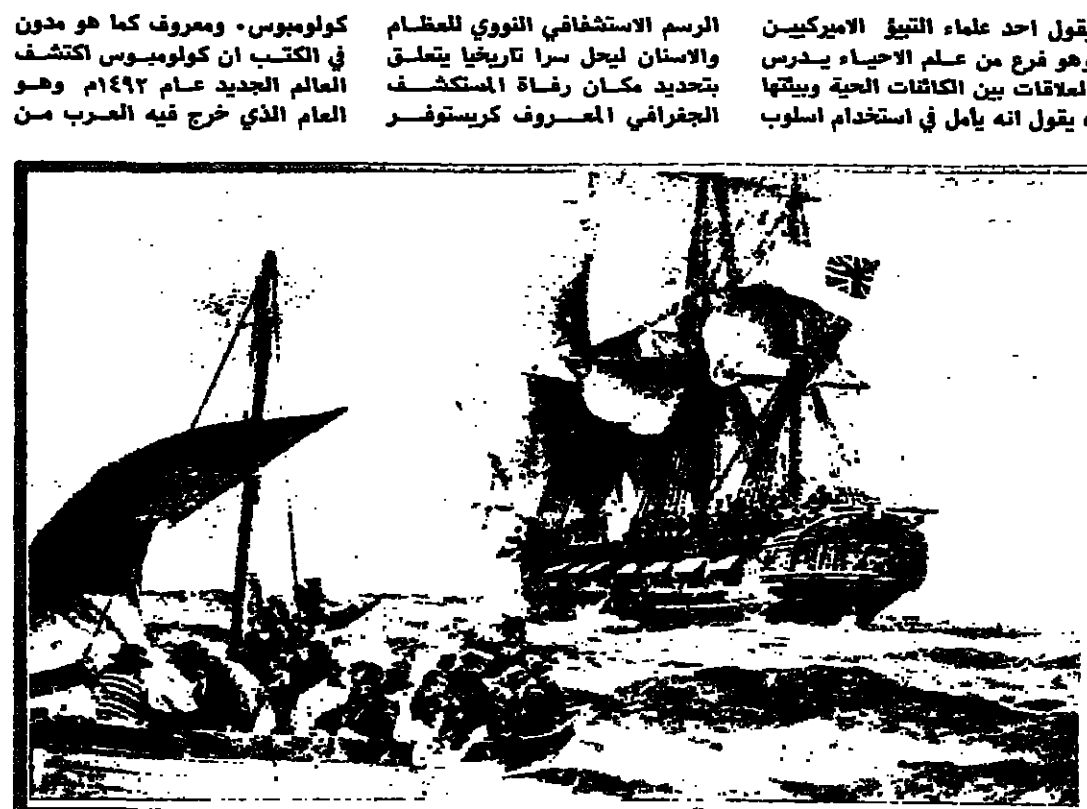 يقول احد علماء التبيؤ الاميركيين
وهو فرع من علم الاحياء يدرس
العلاقات بين الكائنات الحية وبيئتها
، يقول انه يأمل في استخدام اسلوب
الرسم الاستشفافي النووي للعظام
والاسنان ليحل سرا تاريخيا يتعلق
بتحديد مكان رفاة المستكشف
الجغرافي المعروف كريستوفر
كولومبوس. ومعروف كما هو مدون
في الكتب ان كولومبوس اكتشف
العالم الجديد عام ١٤٩٢م وهو
العام الذي خرج فيه العرب من